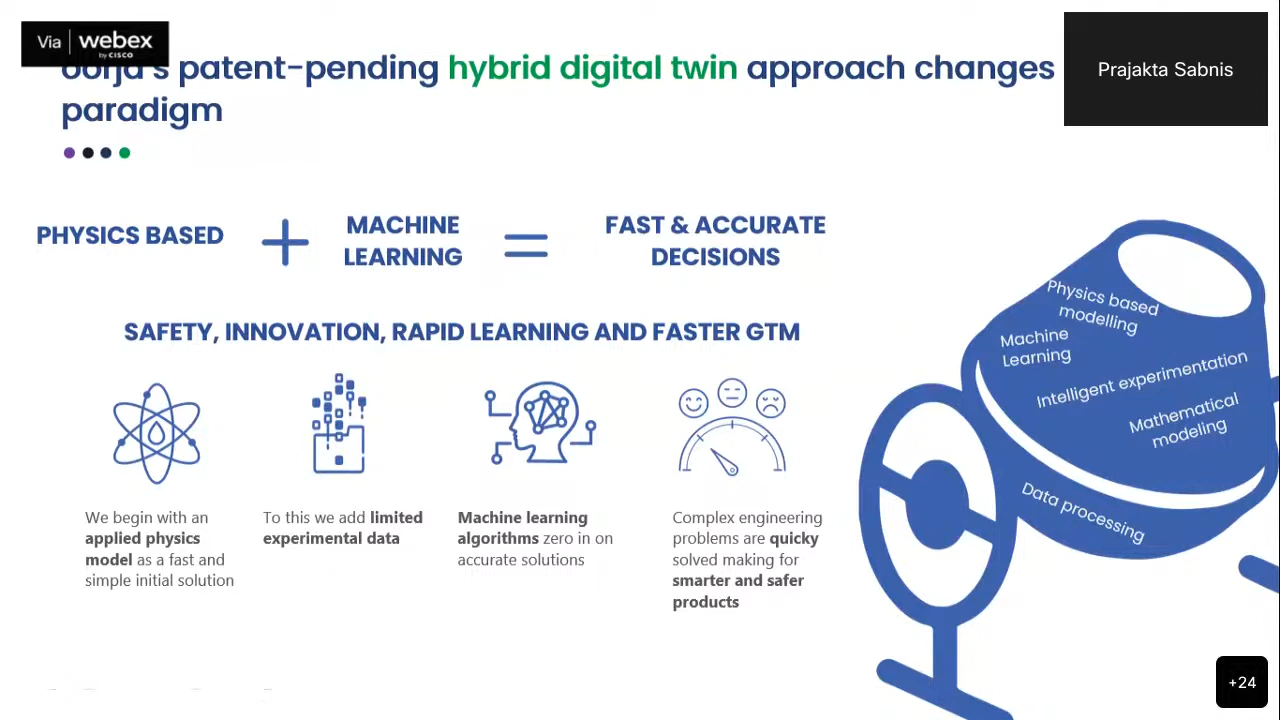 Via webex
by CISCO
oorja's patent-pending hybrid digital twin approach changes
paradigm
Prajakta Sabnis
PHYSICS BASED
MACHINE
LEARNING
FAST & ACCURATE
DECISIONS
SAFETY, INNOVATION, RAPID LEARNING AND FASTER GTM
We begin with an
applied physics
model as a fast and
simple initial solution
To this we add limited
experimental data
Machine learning
algorithms zero in on
accurate solutions
Complex engineering
problems are quicky
solved making for
smarter and safer
products
Physics based
modelling
Machine
Learning
Intelligent experimentation
Mathematical
modeling
Data processing
+24